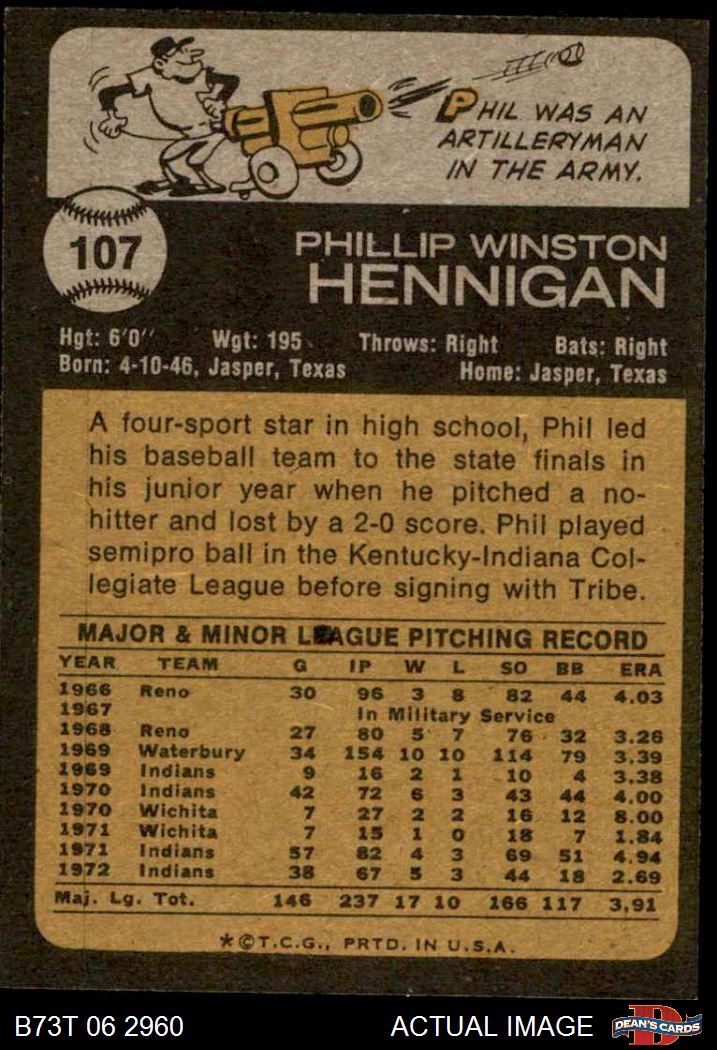 PHIL WAS AN
ARTILLERYMAN
IN THE ARMY.
107
PHILLIP WINSTON
HENNIGAN
Hgt: 6'0" Wgt: 195 Throws: Right Bats: Right
Born: 4-10-46, Jasper, Texas Home: Jasper, Texas
A four-sport star in high school, Phil led
his baseball team to the state finals in
his junior year when he pitched a no-
hitter and lost by a 2-0 score. Phil played
semipro ball in the Kentucky-Indiana Col-
legiate League before signing with Tribe.
MAJOR & MINOR LEAGUE PITCHING RECORD
YEAR TEAM G IP W L SO BB ERA
1966 Reno 30 96 3 8 82 44 4.03
1967 In Military Service
1968 Reno 27 80 5 7 76 32 3.26
1969 Waterbury 34 154 10 10 114 79 3.39
1969 Indians 9 16 2 1 10 4 3.38
1970 Indians 42 72 6 3 43 44 4.00
1970 Wichita 7 27 2 2 16 12 8.00
1971 Wichita 7 15 1 0 18 7 1.84
1971 Indians 57 82 4 3 69 51 4.94
1972 Indians 38 67 5 3 44 18 2.69
Maj. Lg. Tot. 146 237 17 10 166 117 3.91
*©T.C.G., PRTD. IN U.S.A.
B73T 06 2960 ACTUAL IMAGE DEAN'S CARDS